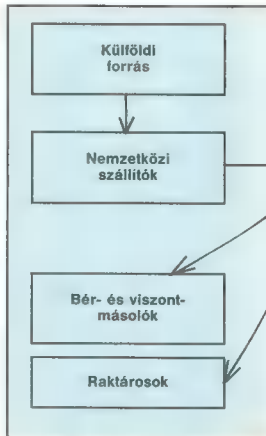 Külföldi
forrás
Nemzetközi
szállítók
Bér- és viszont-
másolók
Raktárosok